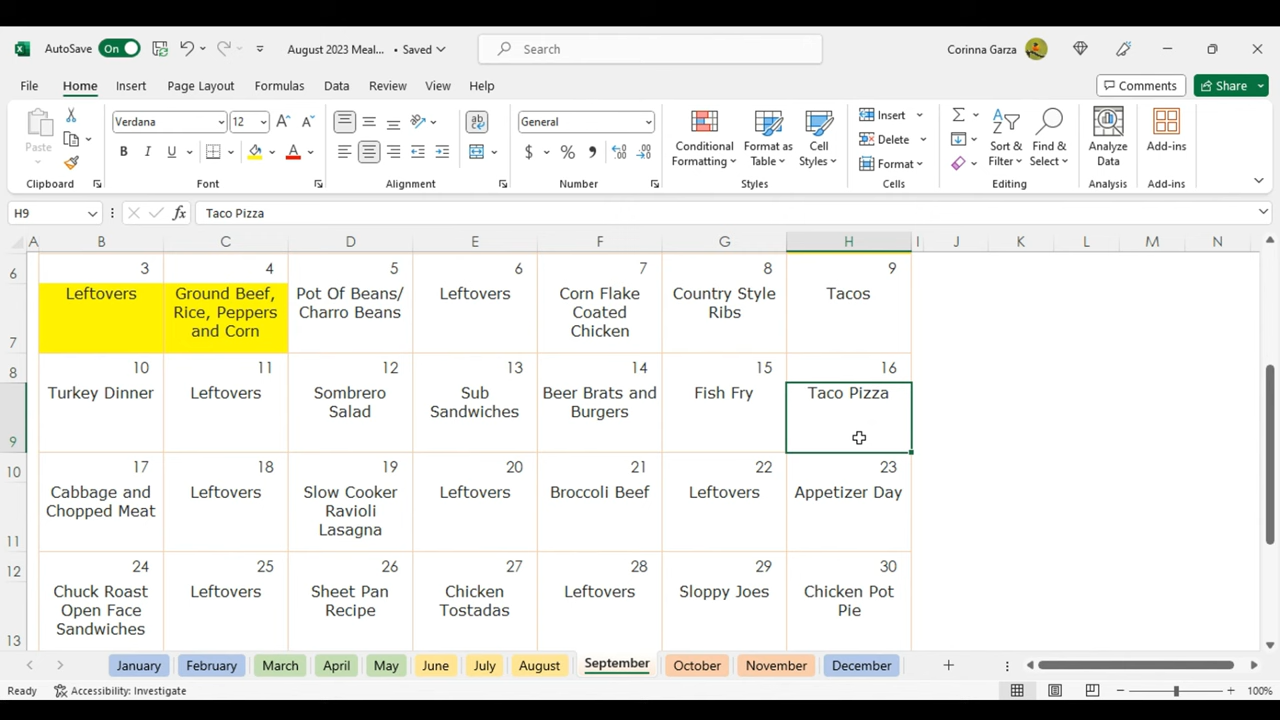 AutoSave On August 2023 Meal... • Saved Search Corinna Garza
File Home Insert Page Layout Formulas Data Review View Help Comments Share
Paste Verdana 12 General Conditional Formatting Format as Table Cell Styles Insert Delete Format Sort & Filter Find & Select Analyze Data Add-ins
B I U A $ % 9
Clipboard Font Alignment Number Styles Cells Editing Analysis Add-ins
H9 fx Taco Pizza
A B C D E F G H I J K L M N
6 3 4 5 6 7 8 9
Leftovers Ground Beef, Pot Of Beans/ Leftovers Corn Flake Country Style Tacos
Rice, Peppers Charro Beans Coated Ribs
and Corn Chicken
7
8 10 11 12 13 14 15 16
Turkey Dinner Leftovers Sombrero Sub Beer Brats and Fish Fry Taco Pizza
Salad Sandwiches Burgers
9
10 17 18 19 20 21 22 23
Cabbage and Leftovers Slow Cooker Leftovers Broccoli Beef Leftovers Appetizer Day
Chopped Meat Ravioli
Lasagna
11
12 24 25 26 27 28 29 30
Chuck Roast Leftovers Sheet Pan Chicken Leftovers Sloppy Joes Chicken Pot
Open Face Recipe Tostadas Pie
Sandwiches
13
January February March April May June July August September October November December
Ready Accessibility: Investigate 100%